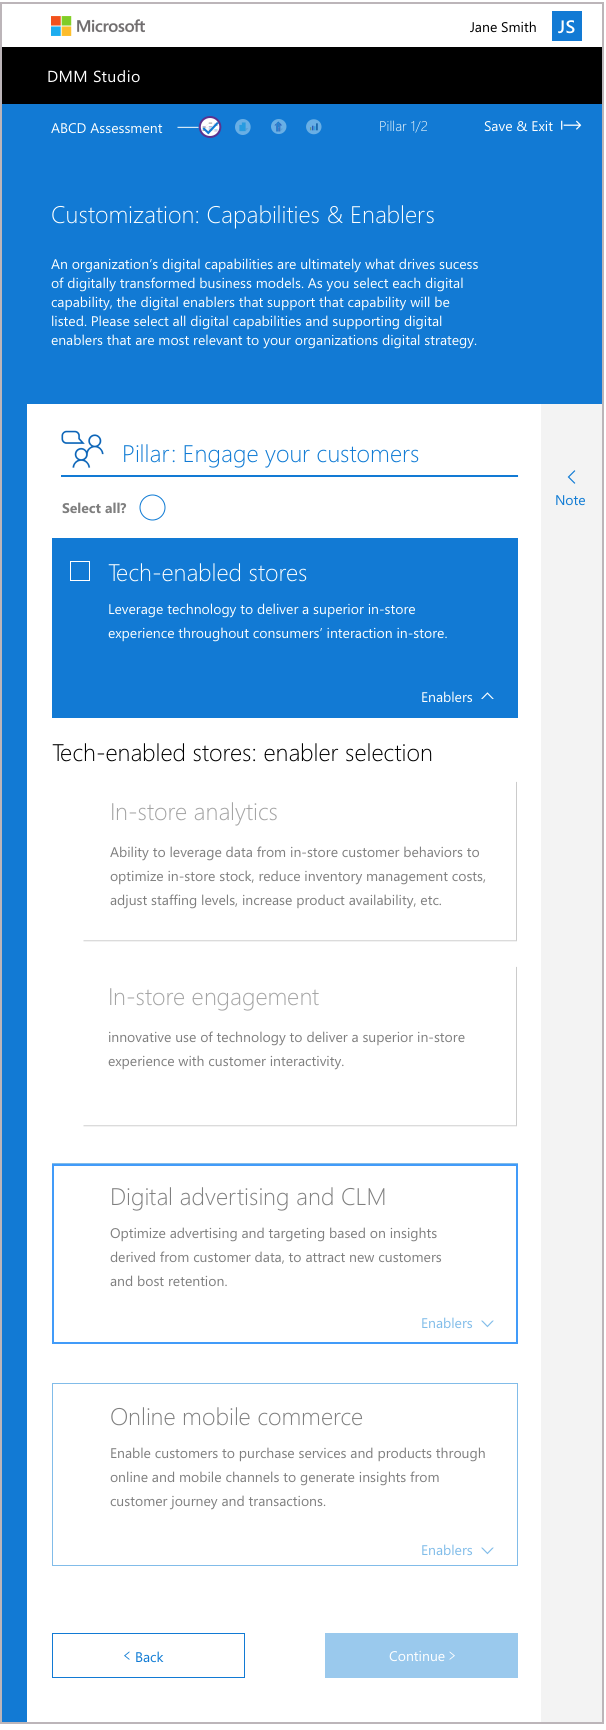 Microsoft
Jane Smith
JS
DMM Studio
ABCD Assessment
Pillar 1/2
Save & Exit
Customization: Capabilities & Enablers
An organization's digital capabilities are ultimately what drives sucess
of digitally transformed business models. As you select each digital
capability, the digital enablers that support that capability will be
listed. Please select all digital capabilities and supporting digital
enablers that are most relevant to your organizations digital strategy.
Pillar: Engage your customers
Note
Select all?
Tech-enabled stores
Leverage technology to deliver a superior in-store
experience throughout consumers' interaction in-store.
Enablers
Tech-enabled stores: enabler selection
In-store analytics
Ability to leverage data from in-store customer behaviors to
optimize in-store stock, reduce inventory management costs,
adjust staffing levels, increase product availability, etc.
In-store engagement
innovative use of technology to deliver a superior in-store
experience with customer interactivity.
Digital advertising and CLM
Optimize advertising and targeting based on insights
derived from customer data, to attract new customers
and bost retention.
Enablers
Online mobile commerce
Enable customers to purchase services and products through
online and mobile channels to generate insights from
customer journey and transactions.
Enablers
< Back
Continue >